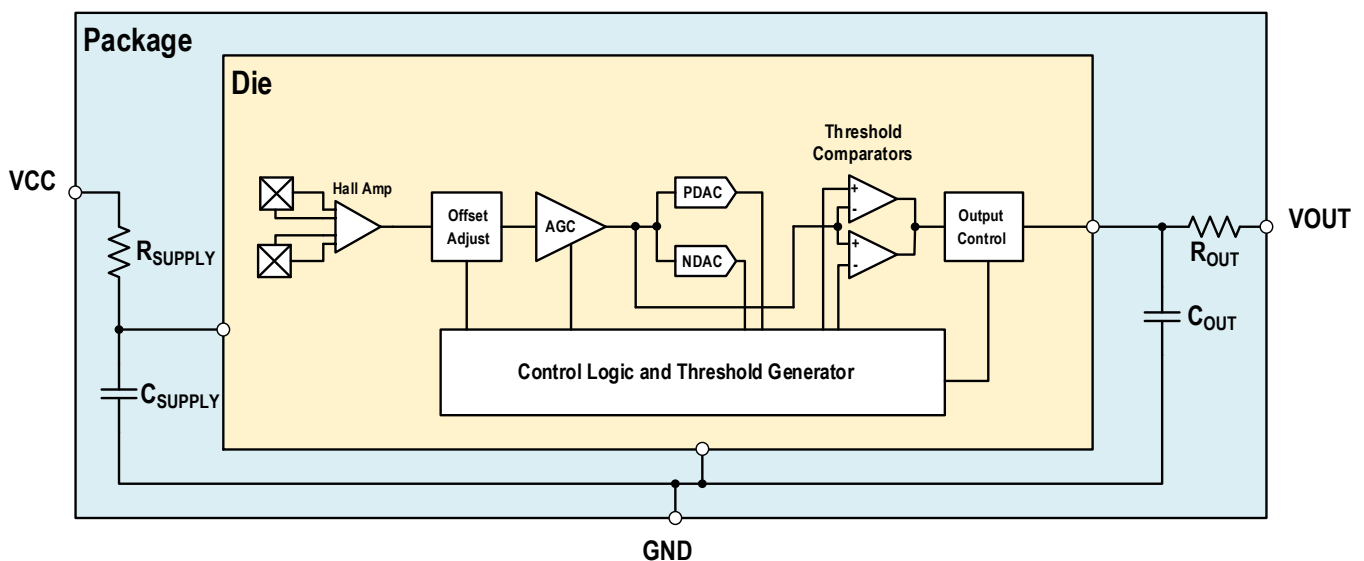 Package
Die
Threshold
Comparators
VCC
Hall Amp
PDAC
+
-
Offset
Adjust
AGC
Output
Control
VOUT
RSUPPLY
NDAC
+
-
ROUT
COUT
Control Logic and Threshold Generator
CSUPPLY
GND